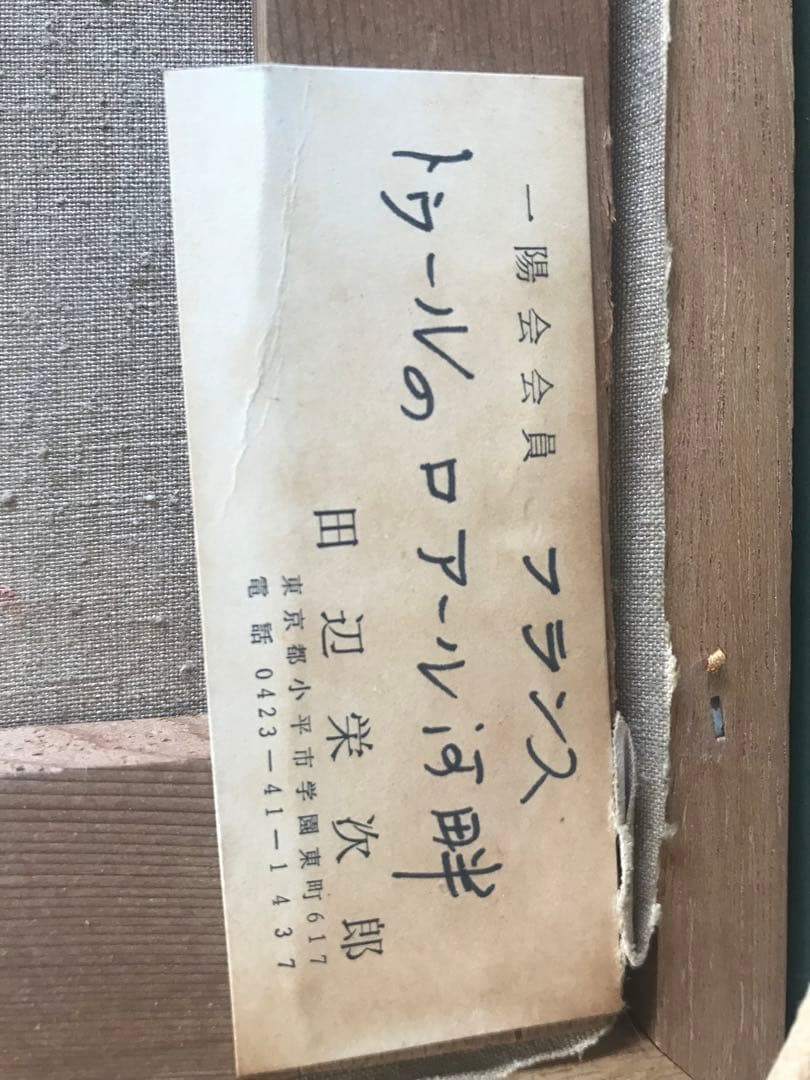 一陽会会員 フランス
トゥールのロアール河畔
田辺栄次郎
東京都小平市学園東町617
電話 0423-41-1437